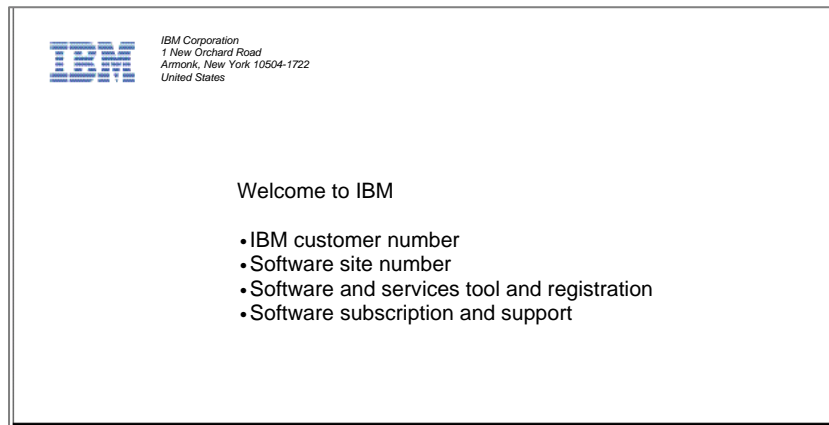 IBM
IBM Corporation
1 New Orchard Road
Armonk, New York 10504-1722
United States
Welcome to IBM
•IBM customer number
•Software site number
•Software and services tool and registration
•Software subscription and support